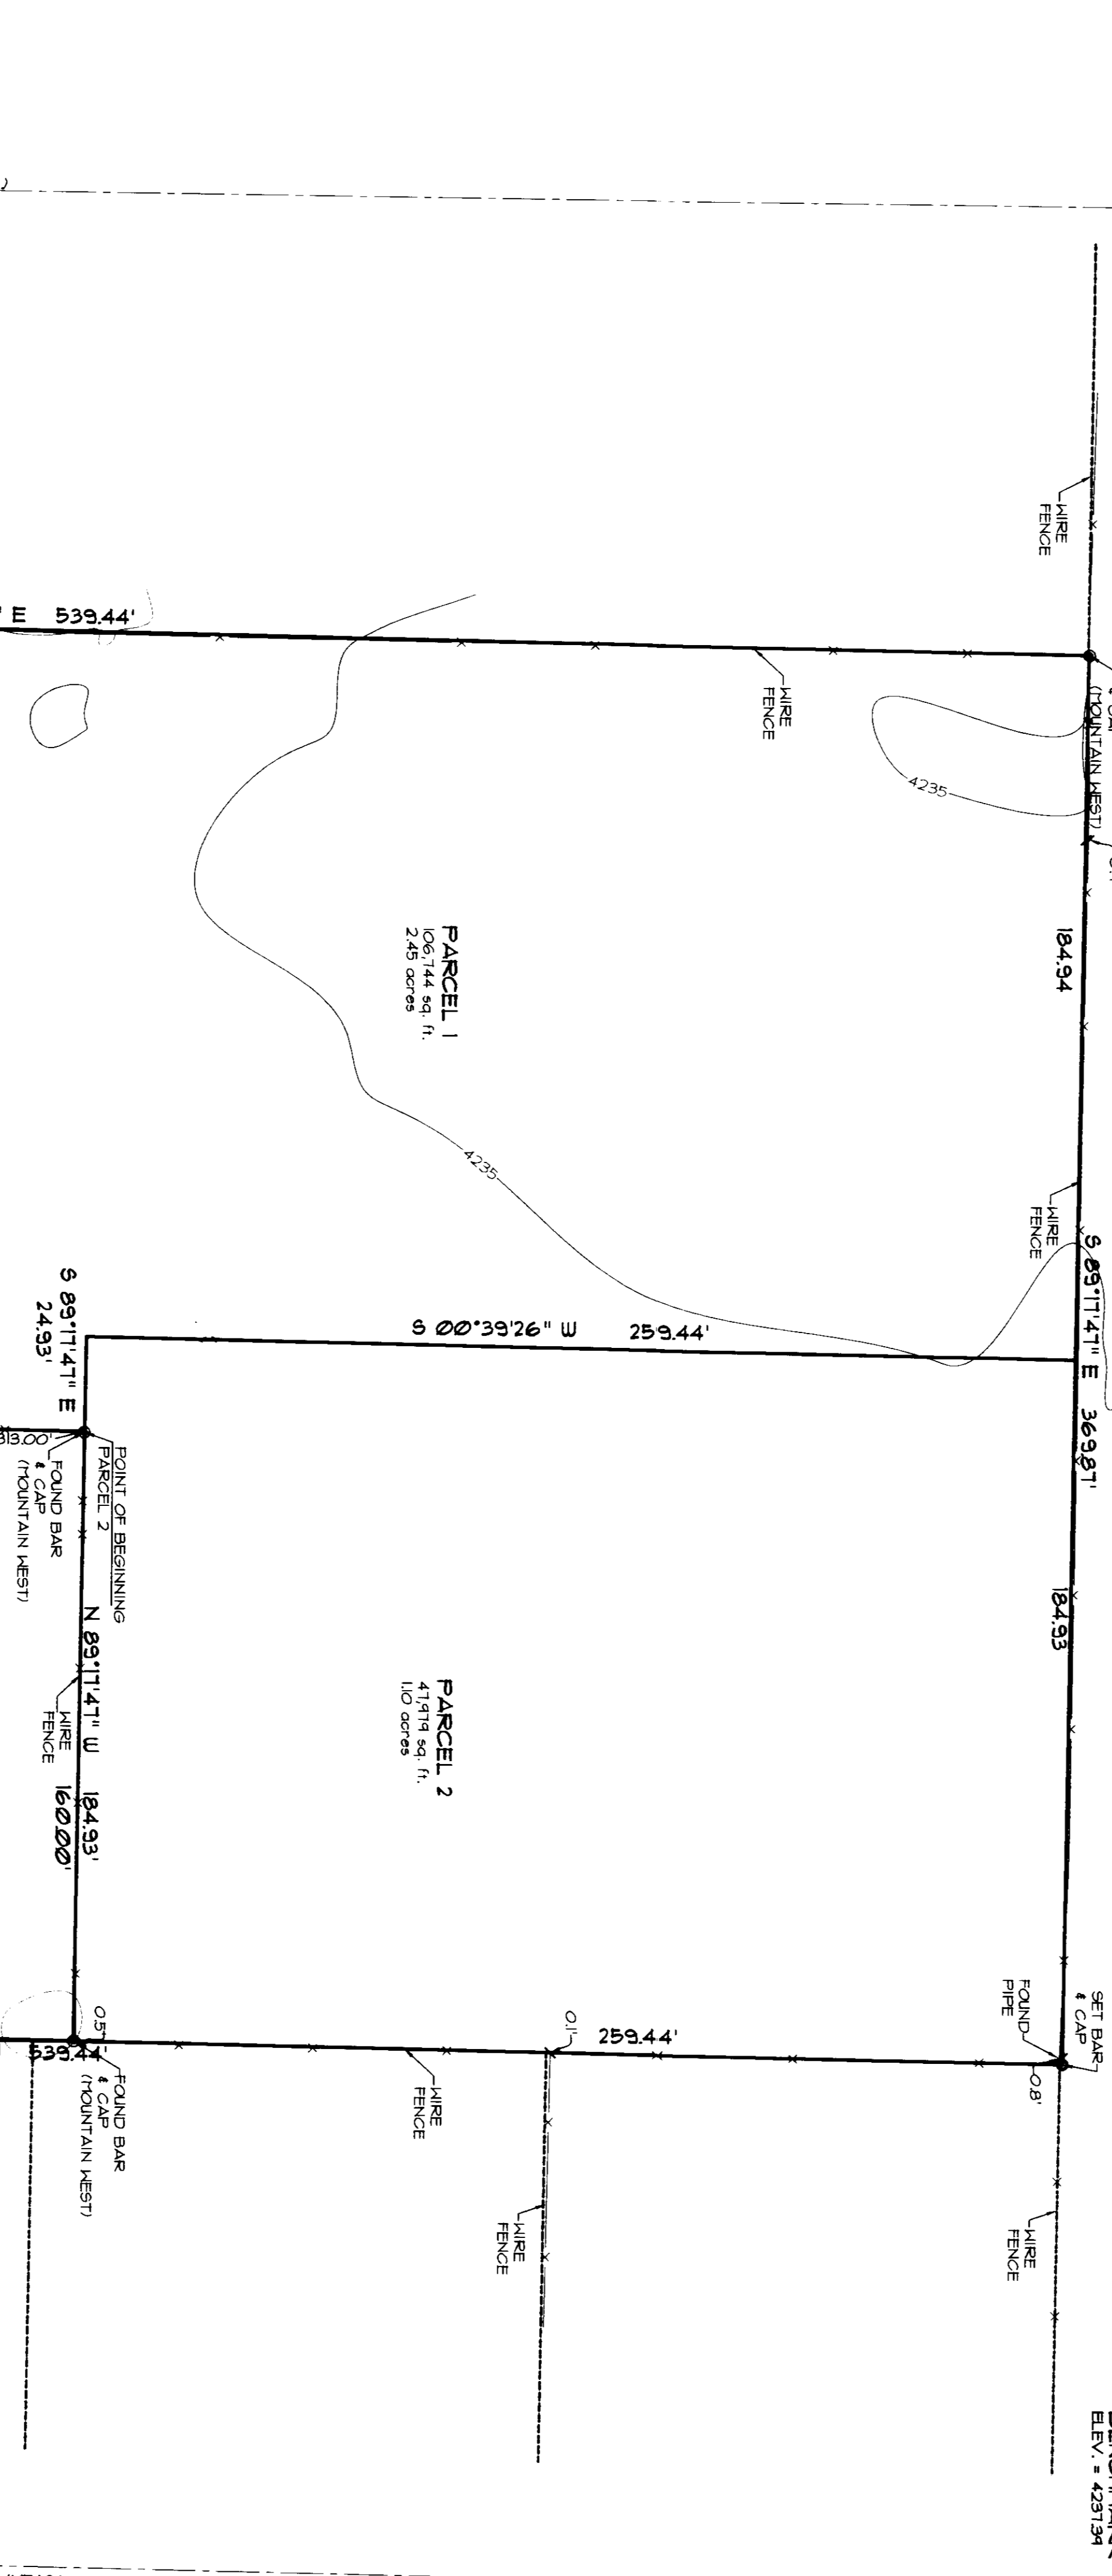 WIRE
FENCE
' E 539.44'
WIRE
FENCE
(MOUNTAIN WEST)
4235
184.94
PARCEL 1
106,744 sq. ft.
2.45 acres
4235
WIRE
FENCE
S 89°17'47" E 369.87'
S 00°39'26" W 259.44'
S 89°17'47" E
24.93'
313.00'
POINT OF BEGINNING
PARCEL 2
FOUND BAR
& CAP
(MOUNTAIN WEST)
184.93
N 89°17'47" W 184.93'
160.00'
WIRE
FENCE
PARCEL 2
47,979 sq. ft.
1.10 acres
SET BAR
& CAP
FOUND
PIPE
0.8'
0.1'
259.44'
0.5'
539.44'
FOUND BAR
& CAP
(MOUNTAIN WEST)
WIRE
FENCE
WIRE
FENCE
WIRE
FENCE
ELEV. = 4237.39